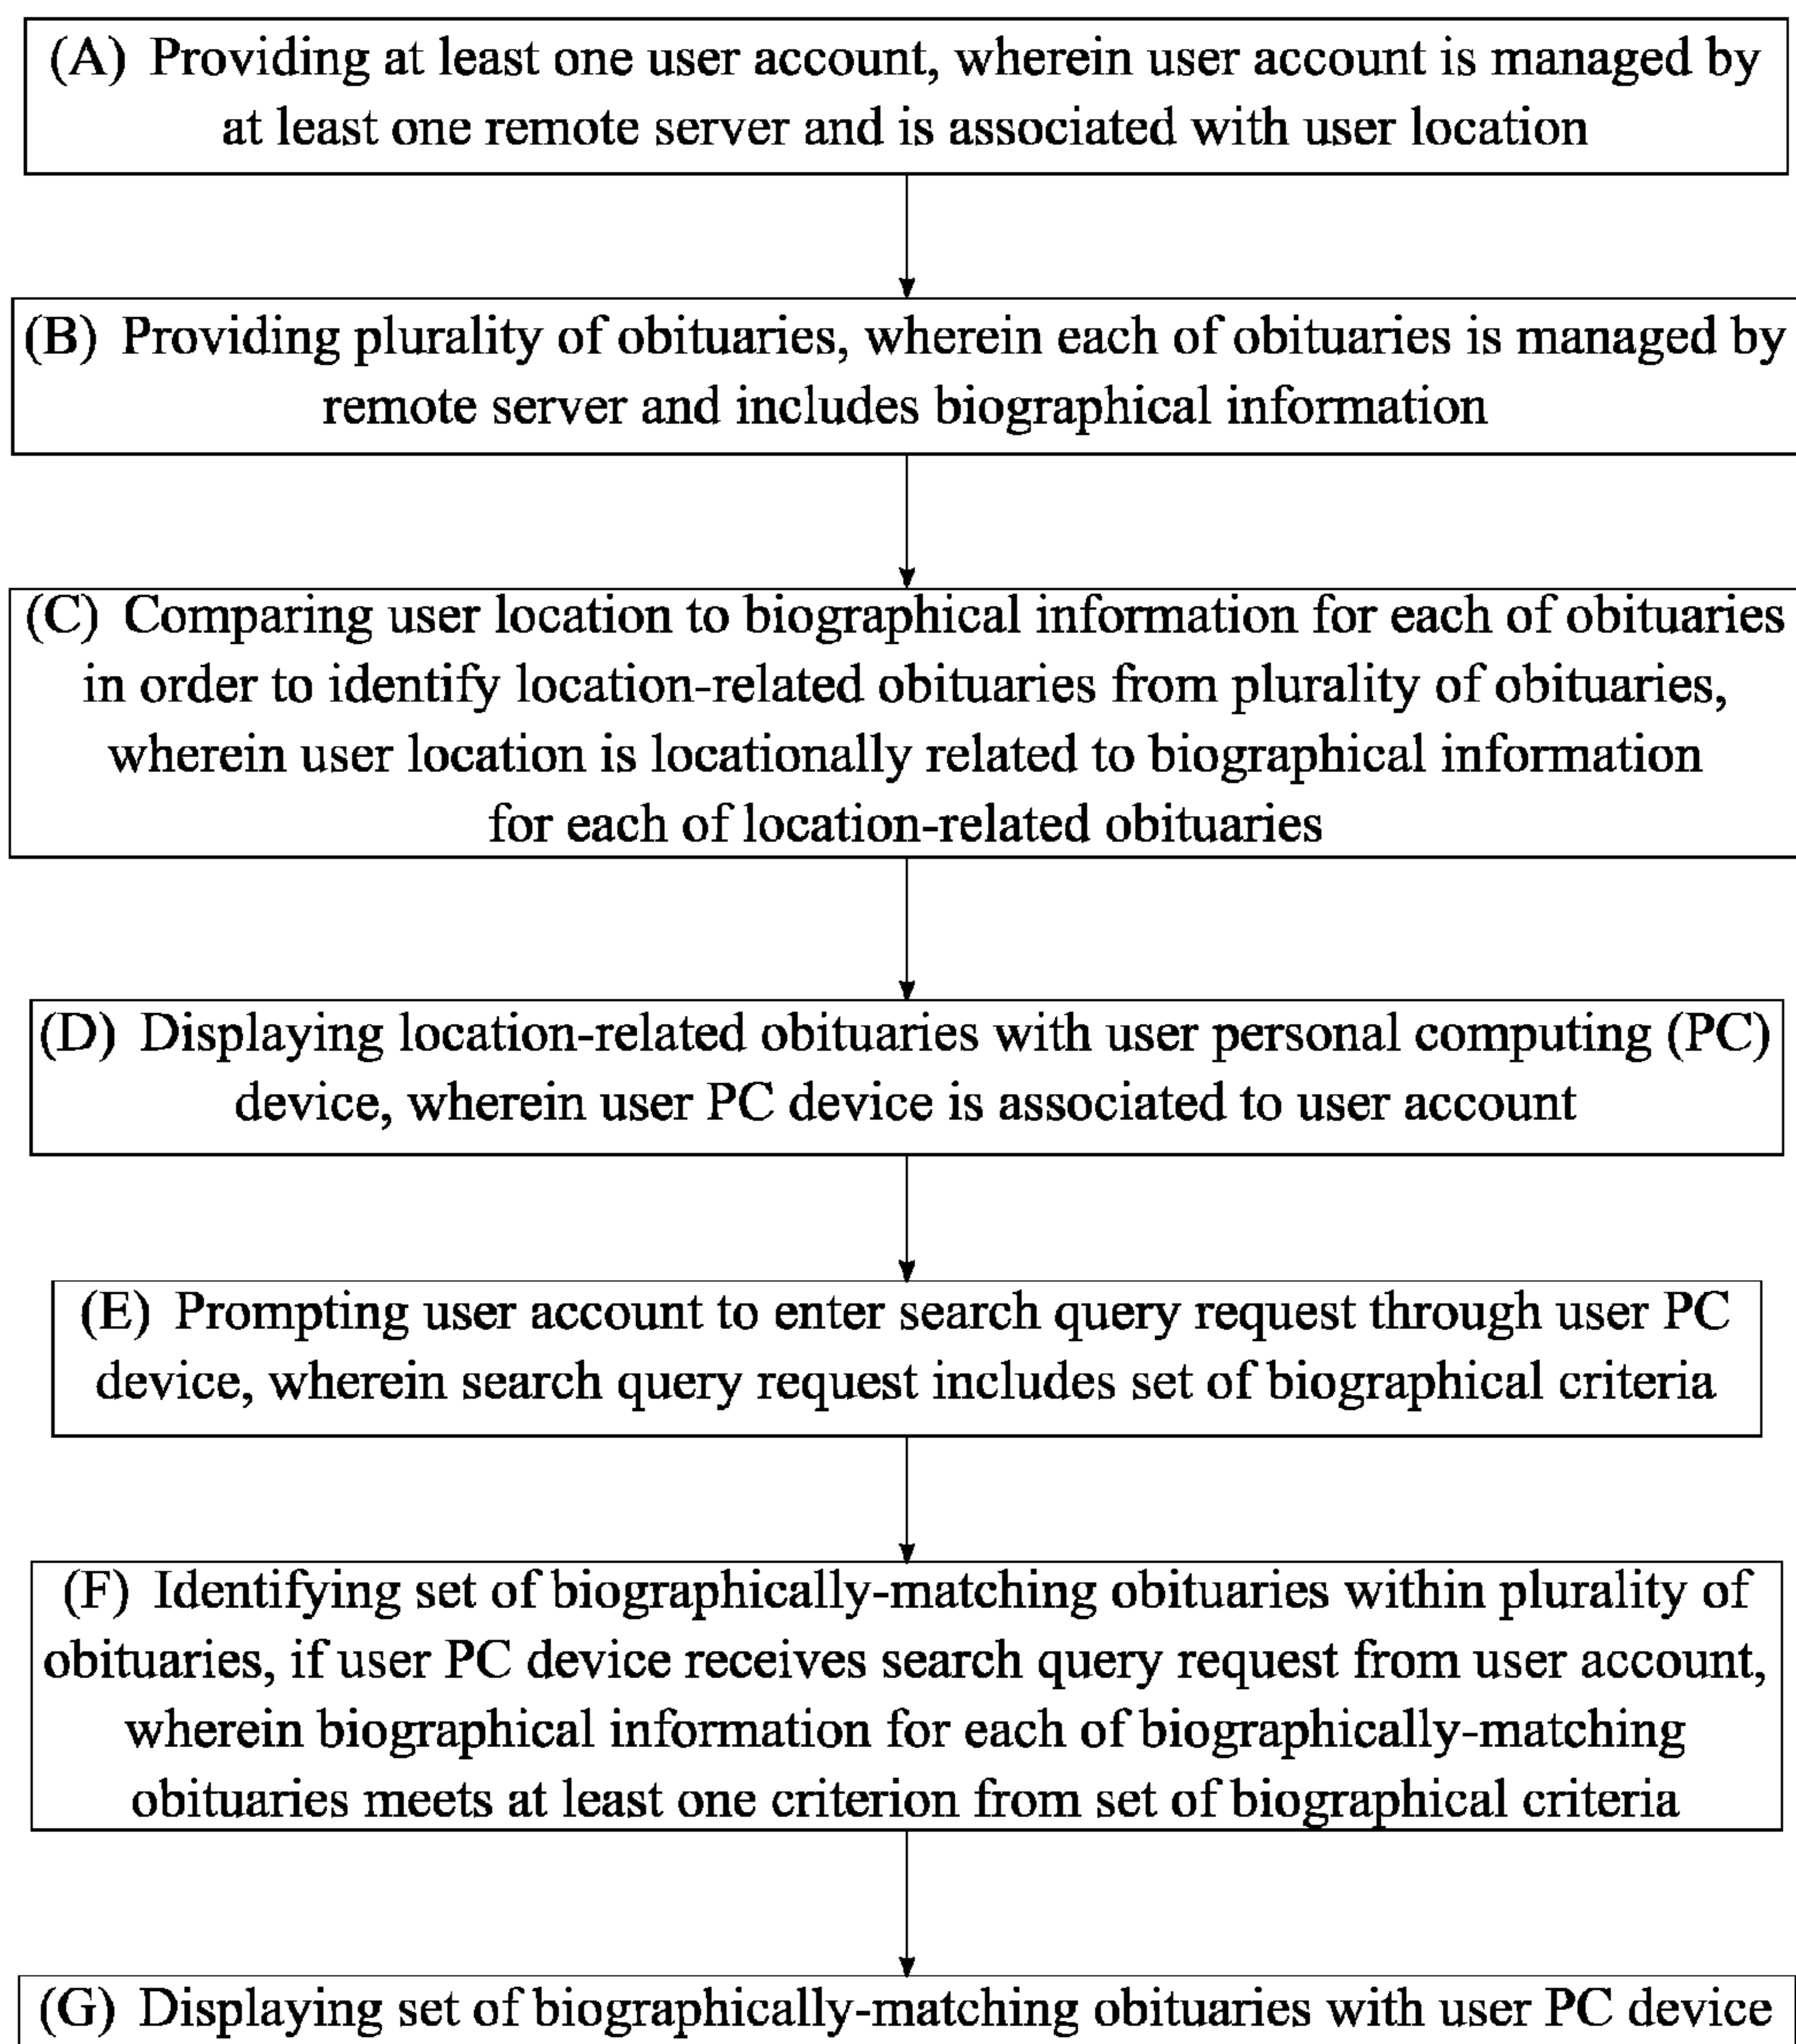 (A) Providing at least one user account, wherein user account is managed by
at least one remote server and is associated with user location
(B) Providing plurality of obituaries, wherein each of obituaries is managed by
remote server and includes biographical information
(C) Comparing user location to biographical information for each of obituaries
in order to identify location-related obituaries from plurality of obituaries,
wherein user location is locationally related to biographical information
for each of location-related obituaries
(D) Displaying location-related obituaries with user personal computing (PC)
device, wherein user PC device is associated to user account
(E) Prompting user account to enter search query request through user PC
device, wherein search query request includes set of biographical criteria
(F) Identifying set of biographically-matching obituaries within plurality of
obituaries, if user PC device receives search query request from user account,
wherein biographical information for each of biographically-matching
obituaries meets at least one criterion from set of biographical criteria
(G) Displaying set of biographically-matching obituaries with user PC device